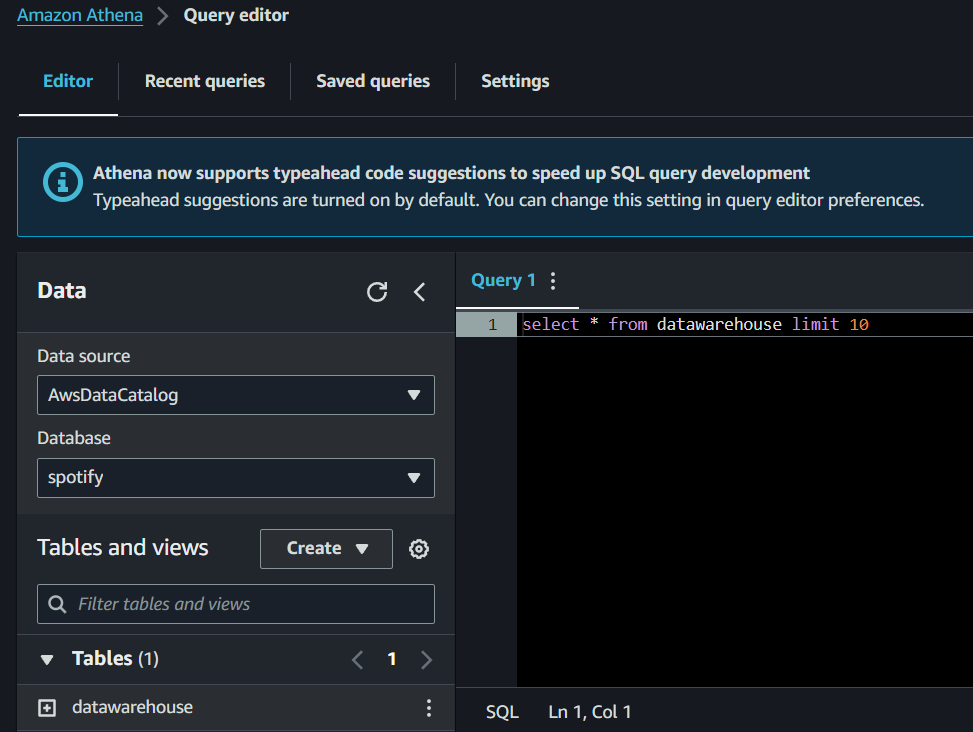 Amazon Athena > Query editor
Editor Recent queries Saved queries Settings
Athena now supports typeahead code suggestions to speed up SQL query development
Typeahead suggestions are turned on by default. You can change this setting in query editor preferences.
Data
Data source
AwsDataCatalog
Database
spotify
Tables and views Create
Filter tables and views
Tables (1) < 1 >
datawarehouse
Query 1
1 select * from datawarehouse limit 10
SQL Ln 1, Col 1